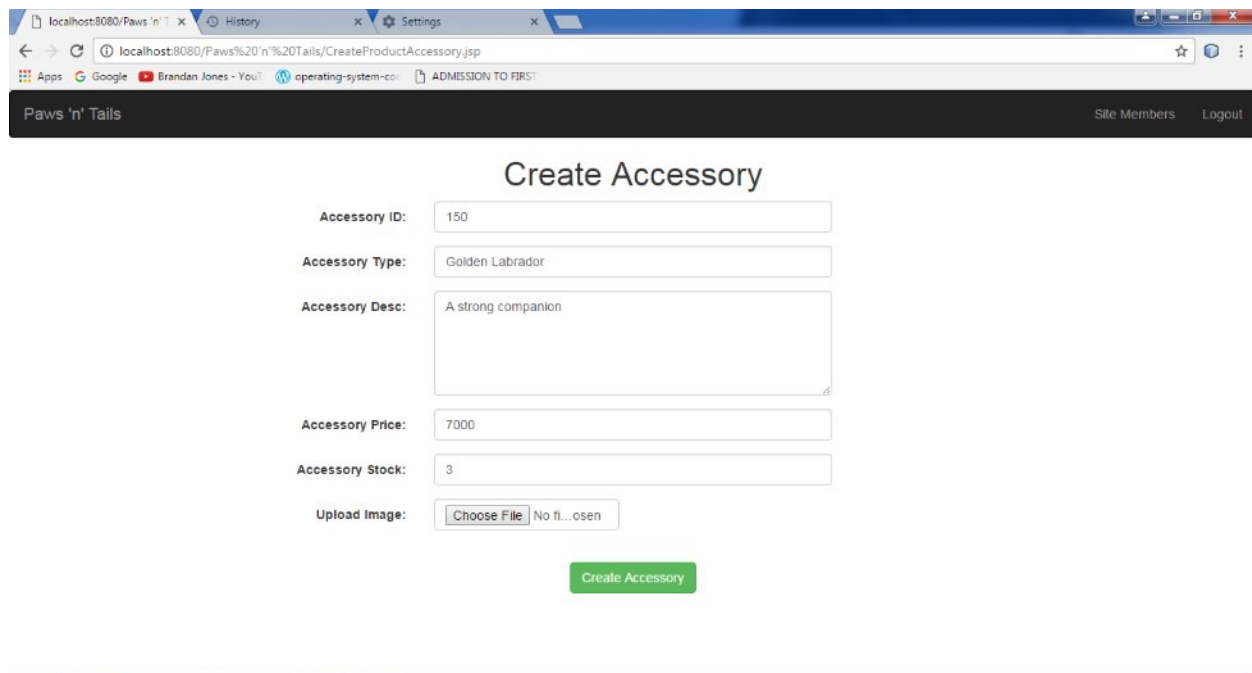 localhost:8080/Paws 'n' T
History
Settings
localhost:8080/Paws%20'n'%20Tails/CreateProductAccessory.jsp
Apps Google Brandan Jones - YouT operating-system-con ADMISSION TO FIRST
Paws 'n' Tails Site Members Logout
Create Accessory
Accessory ID: 150
Accessory Type: Golden Labrador
Accessory Desc: A strong companion
Accessory Price: 7000
Accessory Stock: 3
Upload Image: Choose File No fi...osen
Create Accessory